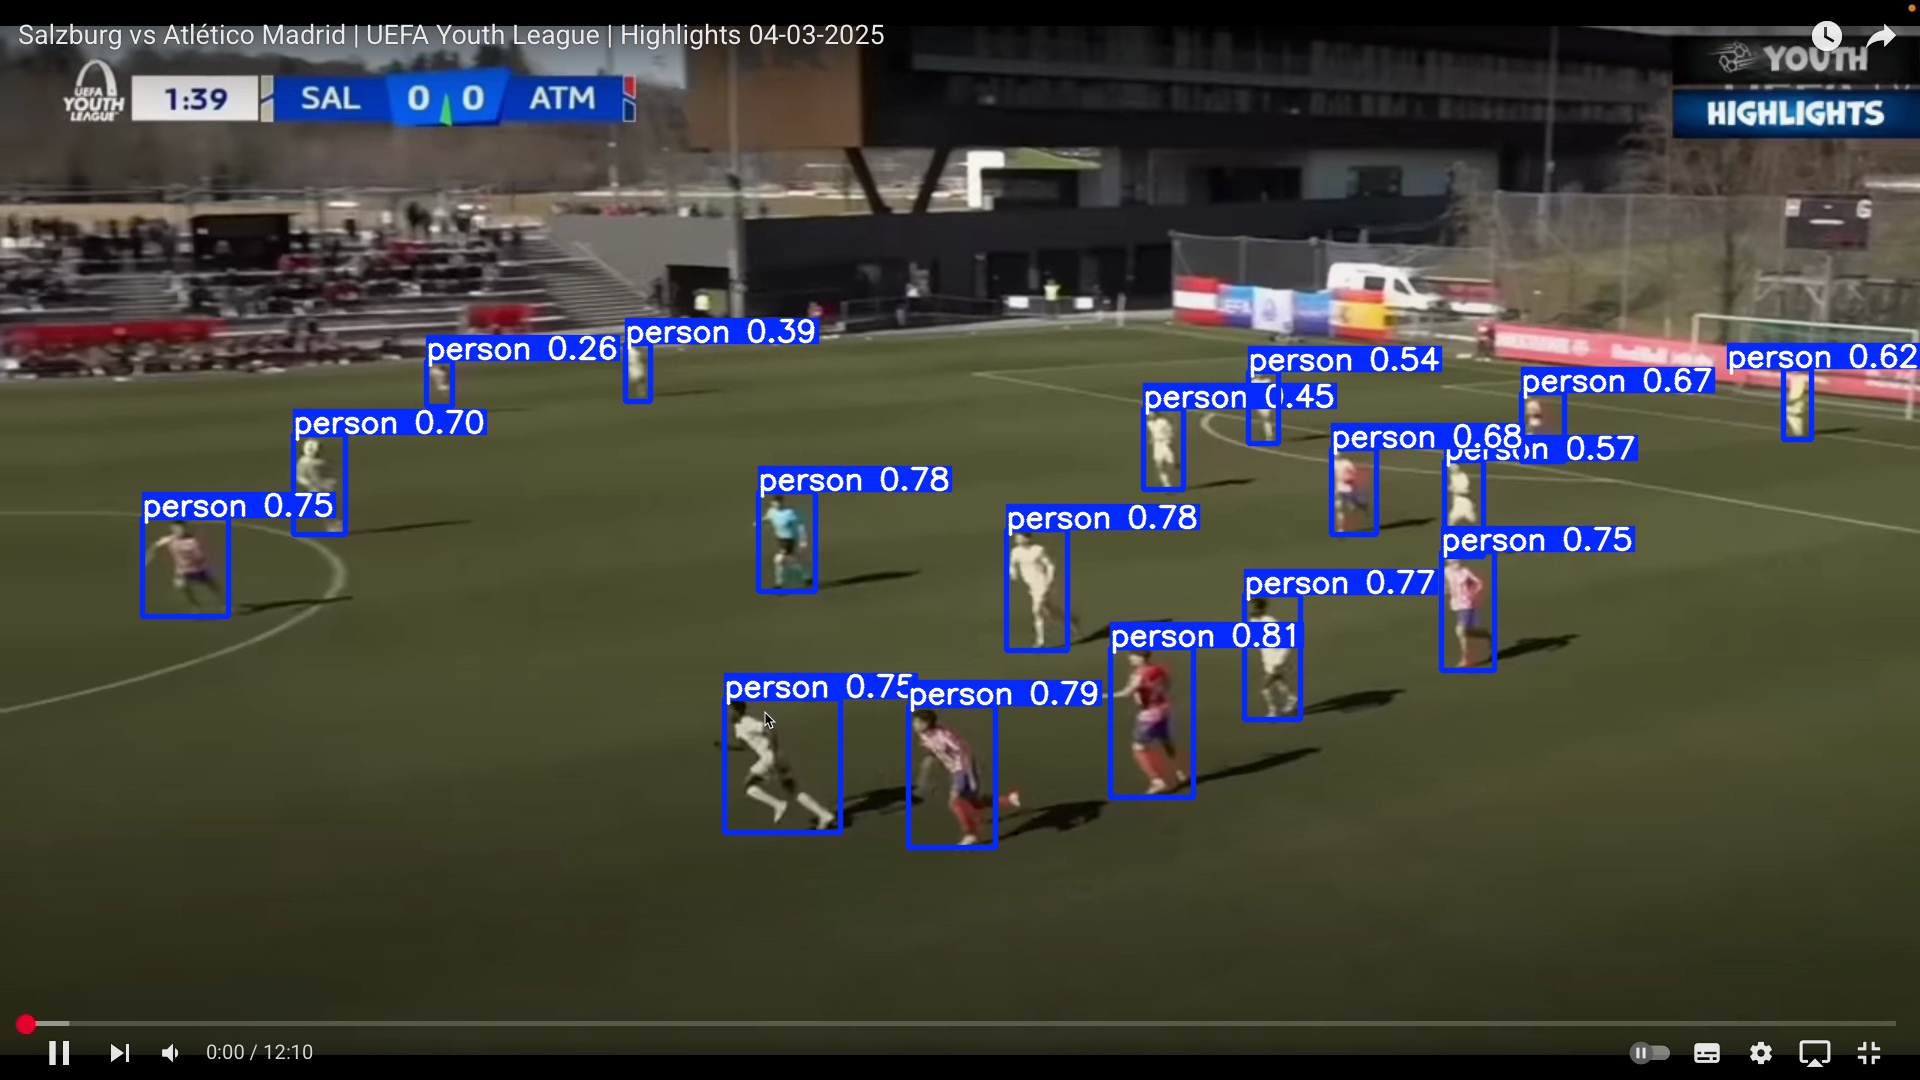 Salzburg vs Atlético Madrid | UEFA Youth League | Highlights 04-03-2025
UEFA
YOUTH
LEAGUE
1:39
SAL 0 0 ATM
YOUTH
HIGHLIGHTS
person 0.26
person 0.39
person 0.54
person 0.62
person 0.67
person 0.45
person 0.70
person 0.68
person 0.57
person 0.78
person 0.75
person 0.78
person 0.75
person 0.77
person 0.81
person 0.75
person 0.79
0:00 / 12:10